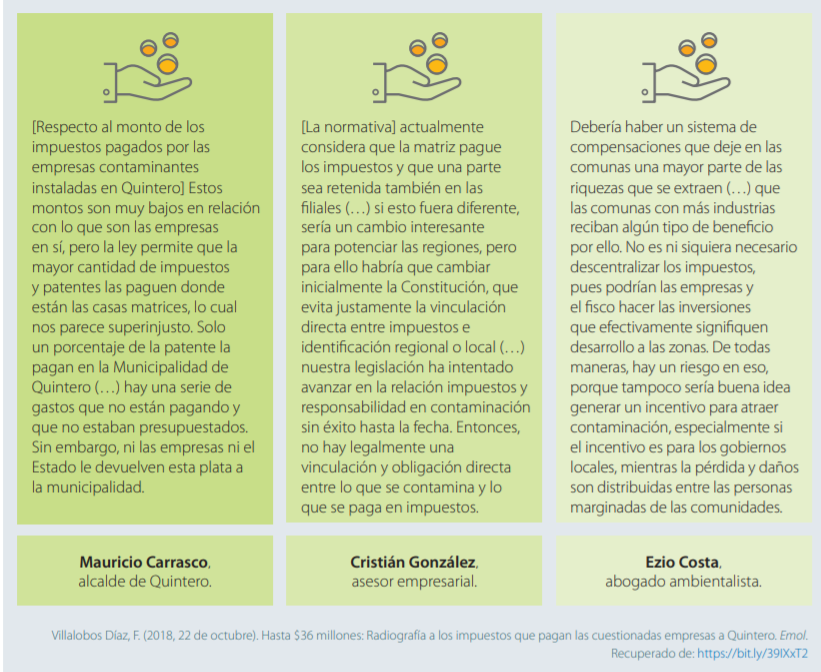 [Respecto al monto de los
impuestos pagados por las
empresas contaminantes
instaladas en Quintero] Estos
montos son muy bajos en relación
con lo que son las empresas
en sí, pero la ley permite que la
mayor cantidad de impuestos
y patentes las paguen donde
están las casas matrices, lo cual
nos parece superinjusto. Solo
un porcentaje de la patente la
pagan en la Municipalidad de
Quintero (…) hay una serie de
gastos que no están pagando y
que no estaban presupuestados.
Sin embargo, ni las empresas ni el
Estado le devuelven esta plata a
la municipalidad.
Mauricio Carrasco,
alcalde de Quintero.
[La normativa] actualmente
considera que la matriz pague
los impuestos y que una parte
sea retenida también en las
filiales (…) si esto fuera diferente,
sería un cambio interesante
para potenciar las regiones, pero
para ello habría que cambiar
inicialmente la Constitución, que
evita justamente la vinculación
directa entre impuestos e
identificación regional o local (…)
nuestra legislación ha intentado
avanzar en la relación impuestos y
responsabilidad en contaminación
sin éxito hasta la fecha. Entonces,
no hay legalmente una
vinculación y obligación directa
entre lo que se contamina y lo
que se paga en impuestos.
Cristián González,
asesor empresarial.
Debería haber un sistema de
compensaciones que deje en las
comunas una mayor parte de las
riquezas que se extraen (…) que
las comunas con más industrias
reciban algún tipo de beneficio
por ello. No es ni siquiera necesario
descentralizar los impuestos,
pues podrían las empresas y
el fisco hacer las inversiones
que efectivamente signifiquen
desarrollo a las zonas. De todas
maneras, hay un riesgo en eso,
porque tampoco sería buena idea
generar un incentivo para atraer
contaminación, especialmente si
el incentivo es para los gobiernos
locales, mientras la pérdida y daños
son distribuidas entre las personas
marginadas de las comunidades.
Ezio Costa,
abogado ambientalista.
Villalobos Díaz, F. (2018, 22 de octubre). Hasta $36 millones: Radiografía a los impuestos que pagan las cuestionadas empresas a Quintero. Emol.
Recuperado de: https://bit.ly/39IXxT2